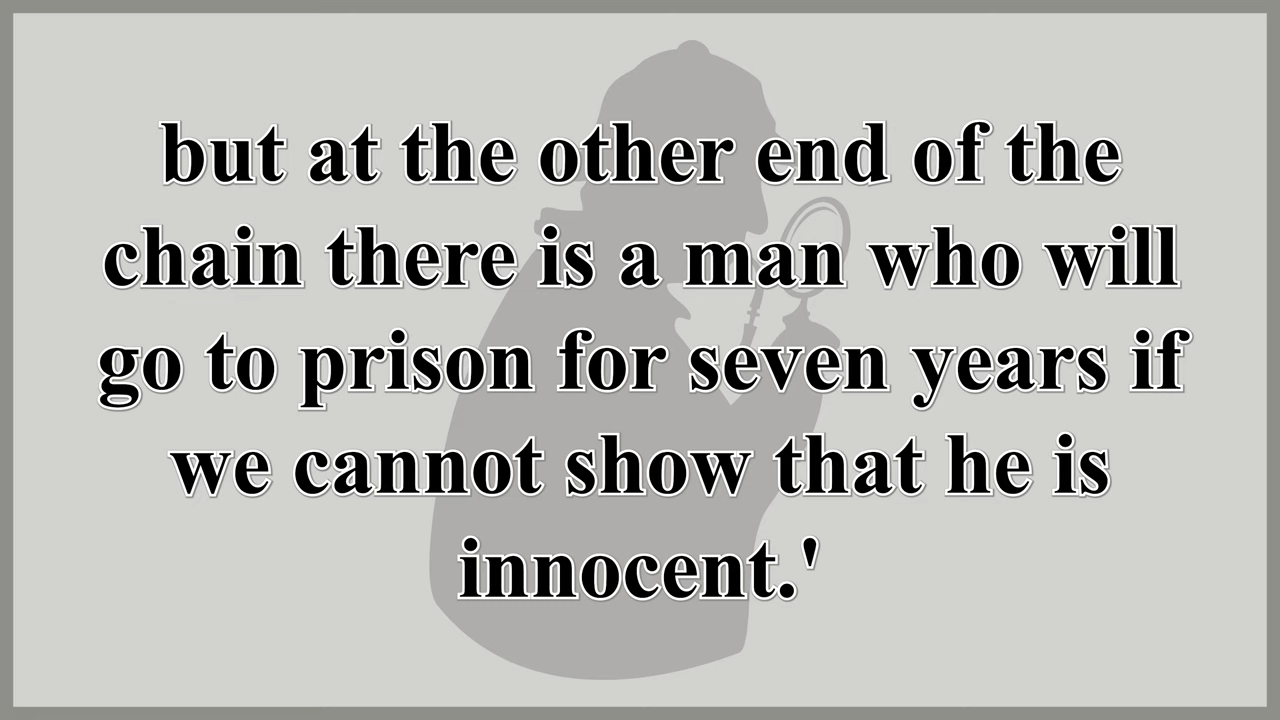 but at the other end of the
chain there is a man who will
go to prison for seven years if
we cannot show that he is
innocent.'